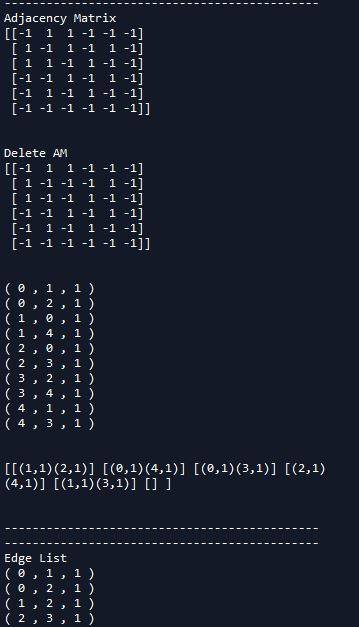 ----------------------------------------------
Adjacency Matrix
[[-1  1  1 -1 -1 -1]
 [ 1 -1  1 -1  1 -1]
 [ 1  1 -1  1 -1 -1]
 [-1 -1  1 -1  1 -1]
 [-1  1 -1  1 -1 -1]
 [-1 -1 -1 -1 -1 -1]]
Delete AM
[[-1  1  1 -1 -1 -1]
 [ 1 -1 -1 -1  1 -1]
 [ 1 -1 -1  1 -1 -1]
 [-1 -1  1 -1  1 -1]
 [-1  1 -1  1 -1 -1]
 [-1 -1 -1 -1 -1 -1]]
( 0 , 1 , 1 )
( 0 , 2 , 1 )
( 1 , 0 , 1 )
( 1 , 4 , 1 )
( 2 , 0 , 1 )
( 2 , 3 , 1 )
( 3 , 2 , 1 )
( 3 , 4 , 1 )
( 4 , 1 , 1 )
( 4 , 3 , 1 )
[[(1,1)(2,1)] [(0,1)(4,1)] [(0,1)(3,1)] [(2,1)
(4,1)] [(1,1)(3,1)] [] ]
----------------------------------------------
----------------------------------------------
Edge List
( 0 , 1 , 1 )
( 0 , 2 , 1 )
( 1 , 2 , 1 )
( 2 , 3 , 1 )